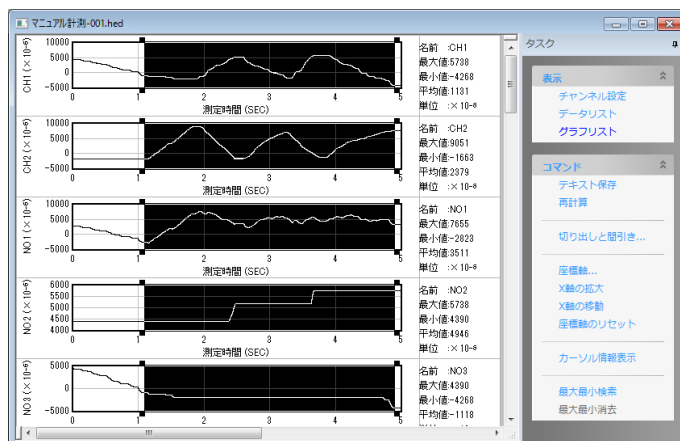 マニュアル計測-001.hed
CH1 (×10⁻⁶)
10000
5000
0
-5000
0 1 2 3 4 5
測定時間 (SEC)
名前 :CH1
最大値:5738
最小値:-4268
平均値:1131
単位 :×10⁻⁶
CH2 (×10⁻⁶)
10000
5000
0
-5000
0 1 2 3 4 5
測定時間 (SEC)
名前 :CH2
最大値:9051
最小値:-1663
平均値:2379
単位 :×10⁻⁶
NO1 (×10⁻⁶)
10000
5000
0
-5000
0 1 2 3 4 5
測定時間 (SEC)
名前 :NO1
最大値:7655
最小値:-2823
平均値:3511
単位 :×10⁻⁶
NO2 (×10⁻⁶)
6000
5500
5000
4500
4000
0 1 2 3 4 5
測定時間 (SEC)
名前 :NO2
最大値:5738
最小値:4390
平均値:4946
単位 :×10⁻⁶
NO3 (×10⁻⁶)
5000
0
-5000
0 1 2 3 4 5
名前 :NO3
最大値:4390
最小値:-4268
平均値:-1118
タスク
表示
チャンネル設定
データリスト
グラフリスト
コマンド
テキスト保存
再計算
切り出しと間引き...
座標軸...
X軸の拡大
X軸の移動
座標軸のリセット
カーソル情報表示
最大最小検索
最大最小消去